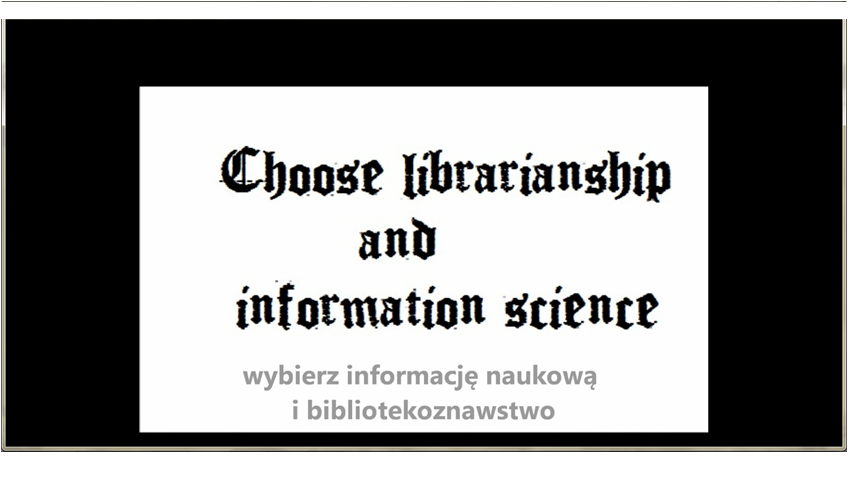 Choose librarianship
and
information science
wybierz informację naukową
i bibliotekoznawstwo